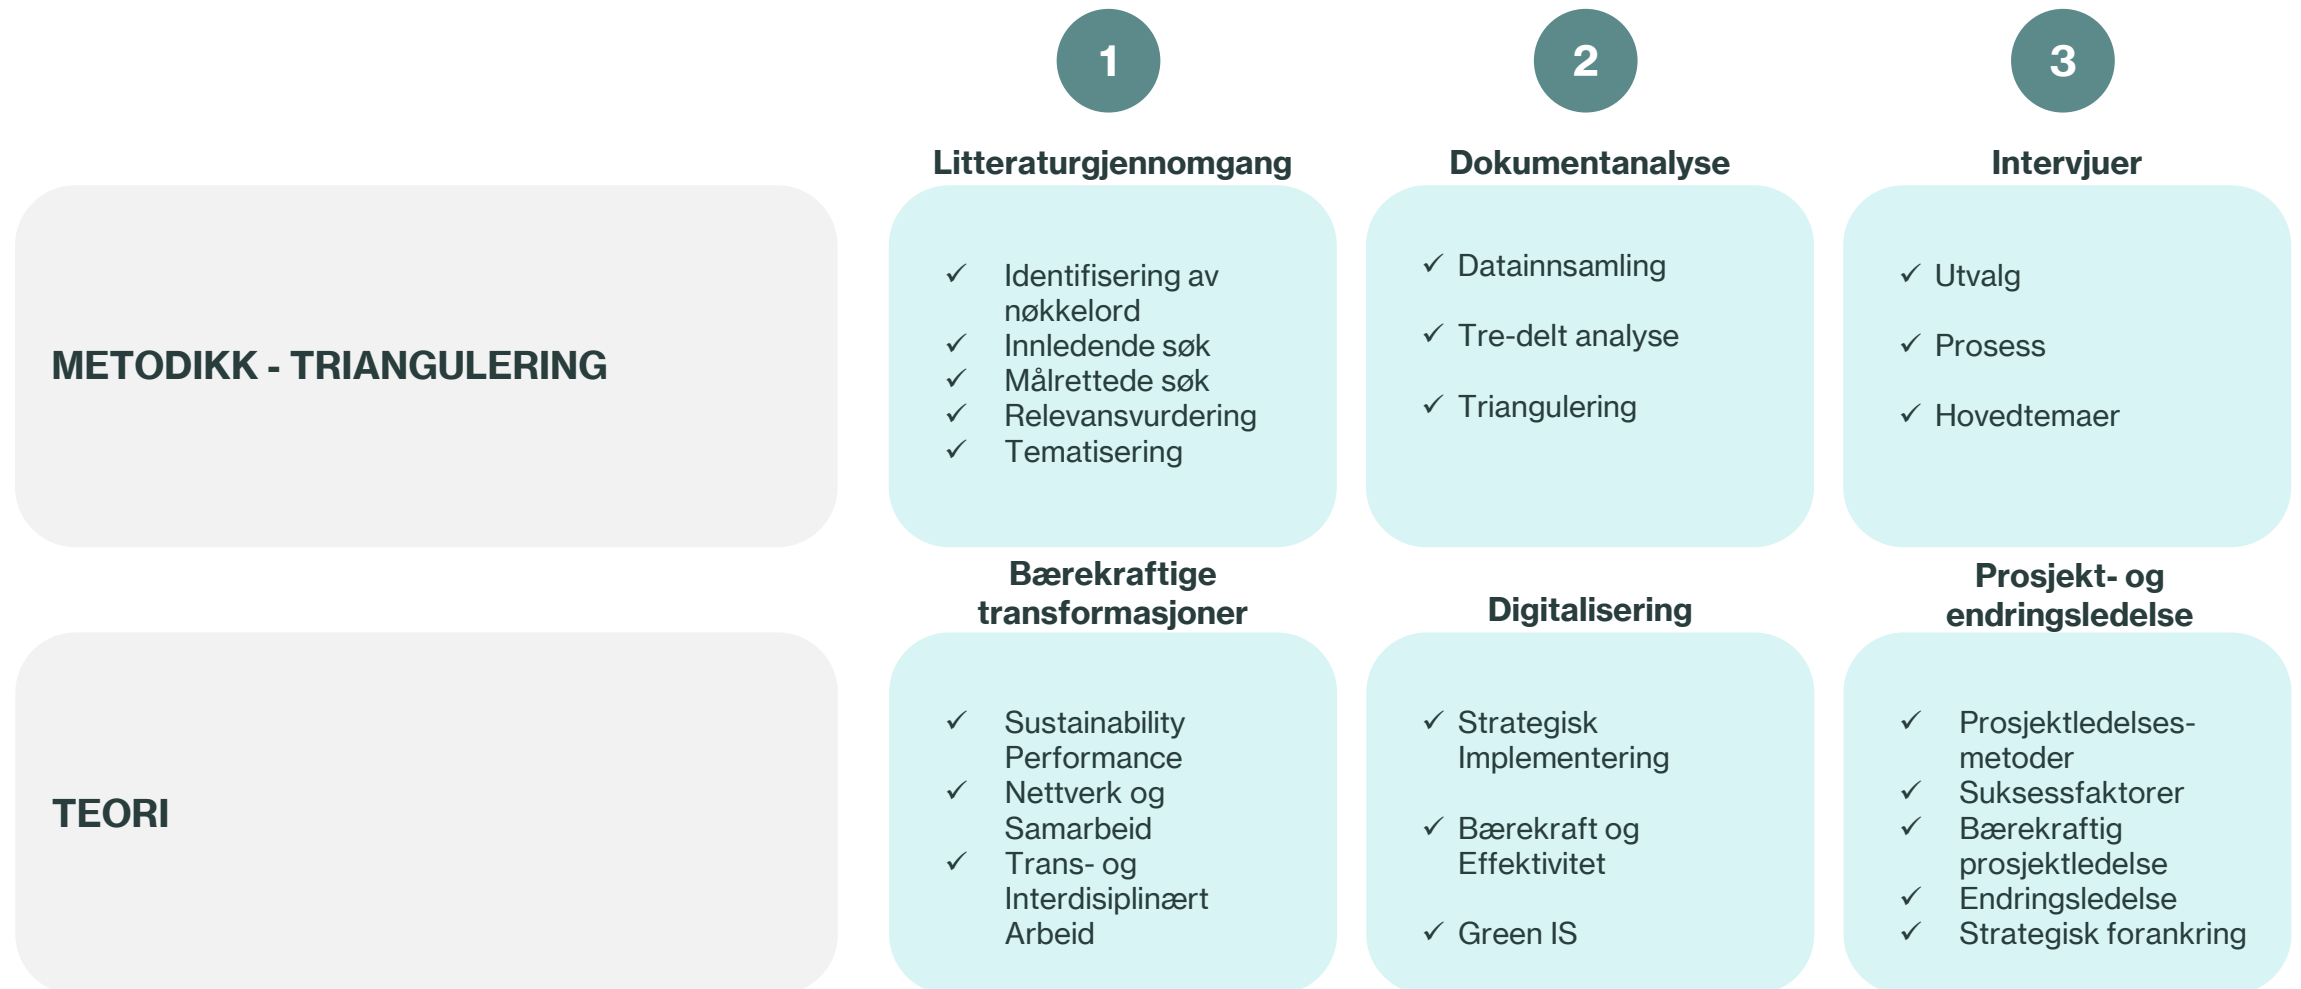 1
2
3
Litteraturgjennomgang
Dokumentanalyse
Intervjuer
METODIKK - TRIANGULERING
✓ Identifisering av
nøkkelord
✓ Innledende søk
✓ Målrettede søk
✓ Relevansvurdering
✓ Tematisering
✓ Datainnsamling
✓ Tre-delt analyse
✓ Triangulering
✓ Utvalg
✓ Prosess
✓ Hovedtemaer
Bærekraftige
transformasjoner
Digitalisering
Prosjekt- og
endringsledelse
TEORI
✓ Sustainability
Performance
✓ Nettverk og
Samarbeid
✓ Trans- og
Interdisiplinært
Arbeid
✓ Strategisk
Implementering
✓ Bærekraft og
Effektivitet
✓ Green IS
✓ Prosjektledelses-
metoder
✓ Suksessfaktorer
✓ Bærekraftig
prosjektledelse
✓ Endringsledelse
✓ Strategisk forankring